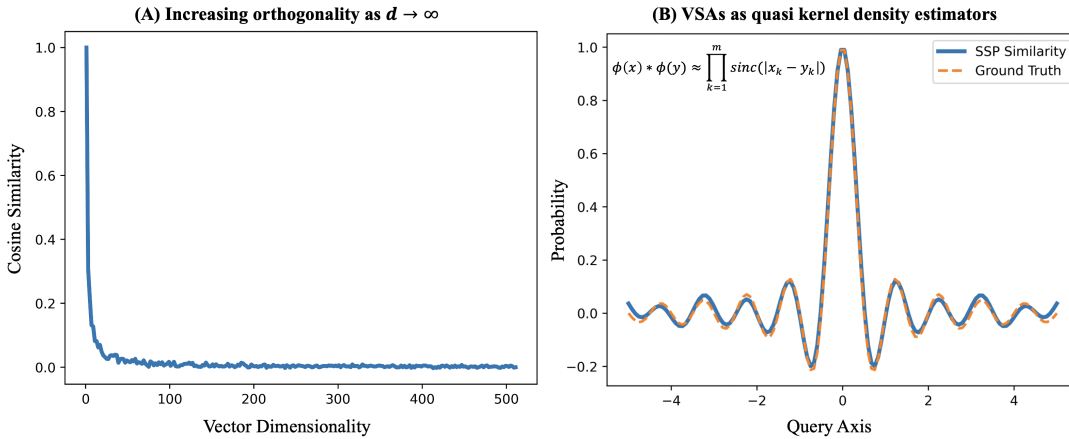 (A) Increasing orthogonality as d → ∞
1.0
0.8
0.6
0.4
0.2
0.0
Cosine Similarity
0
100
200
300
400
500
Vector Dimensionality
(B) VSAs as quasi kernel density estimators
ϕ(x) ∗ ϕ(y) ≈ ∏_{k=1}^{m} sinc(|x_k − y_k|)
SSP Similarity
Ground Truth
1.0
0.8
0.6
0.4
0.2
0.0
−0.2
Probability
−4
−2
0
2
4
Query Axis